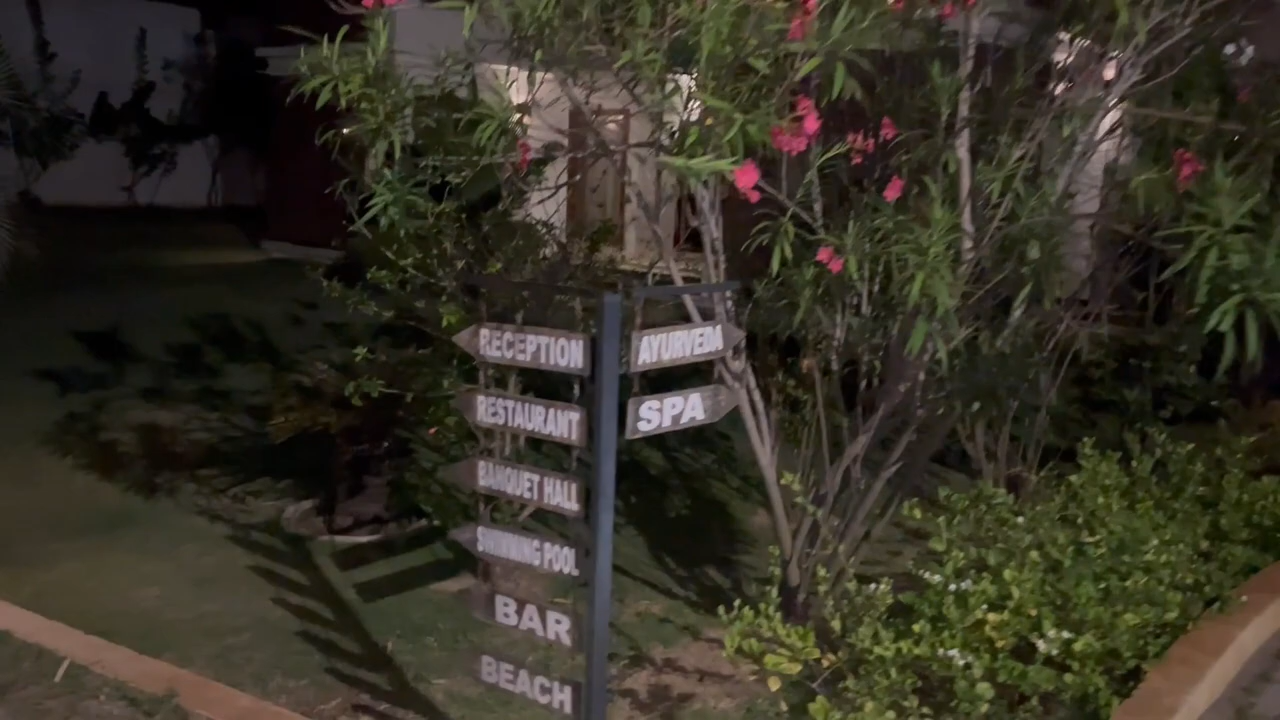 RECEPTION
RESTAURANT
BANQUET HALL
SWIMMING POOL
BAR
BEACH
AYURVEDA
SPA